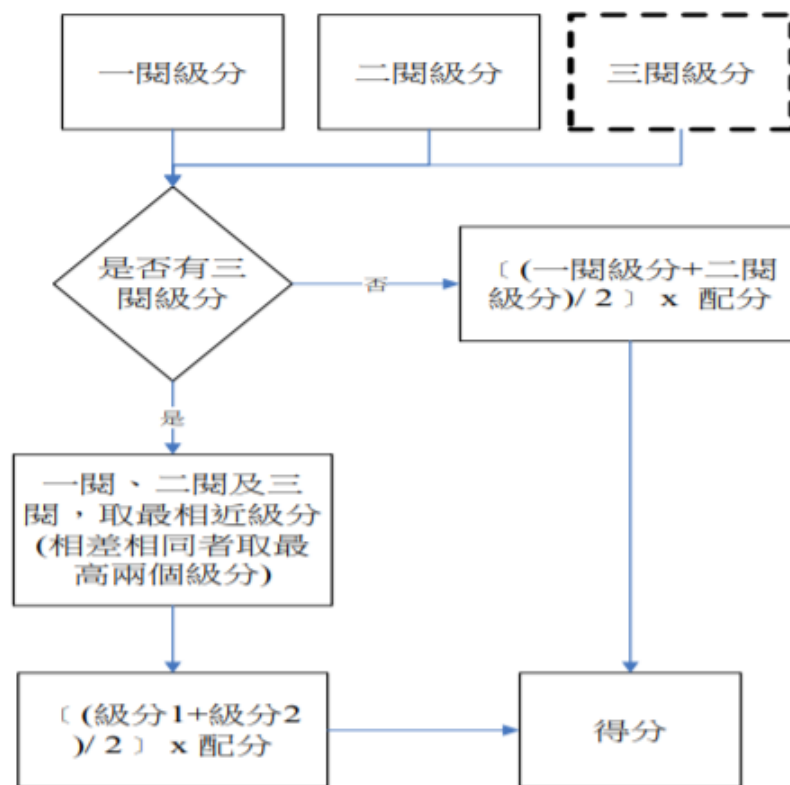 一閱級分
二閱級分
三閱級分
是否有三
閱級分
否
〔(一閱級分+二閱
級分)/ 2 〕 x 配分
是
一閱、二閱及三
閱，取最相近級分
(相差相同者取最
高兩個級分)
〔 (級分1+級分2
)/ 2 〕 x 配分
得分